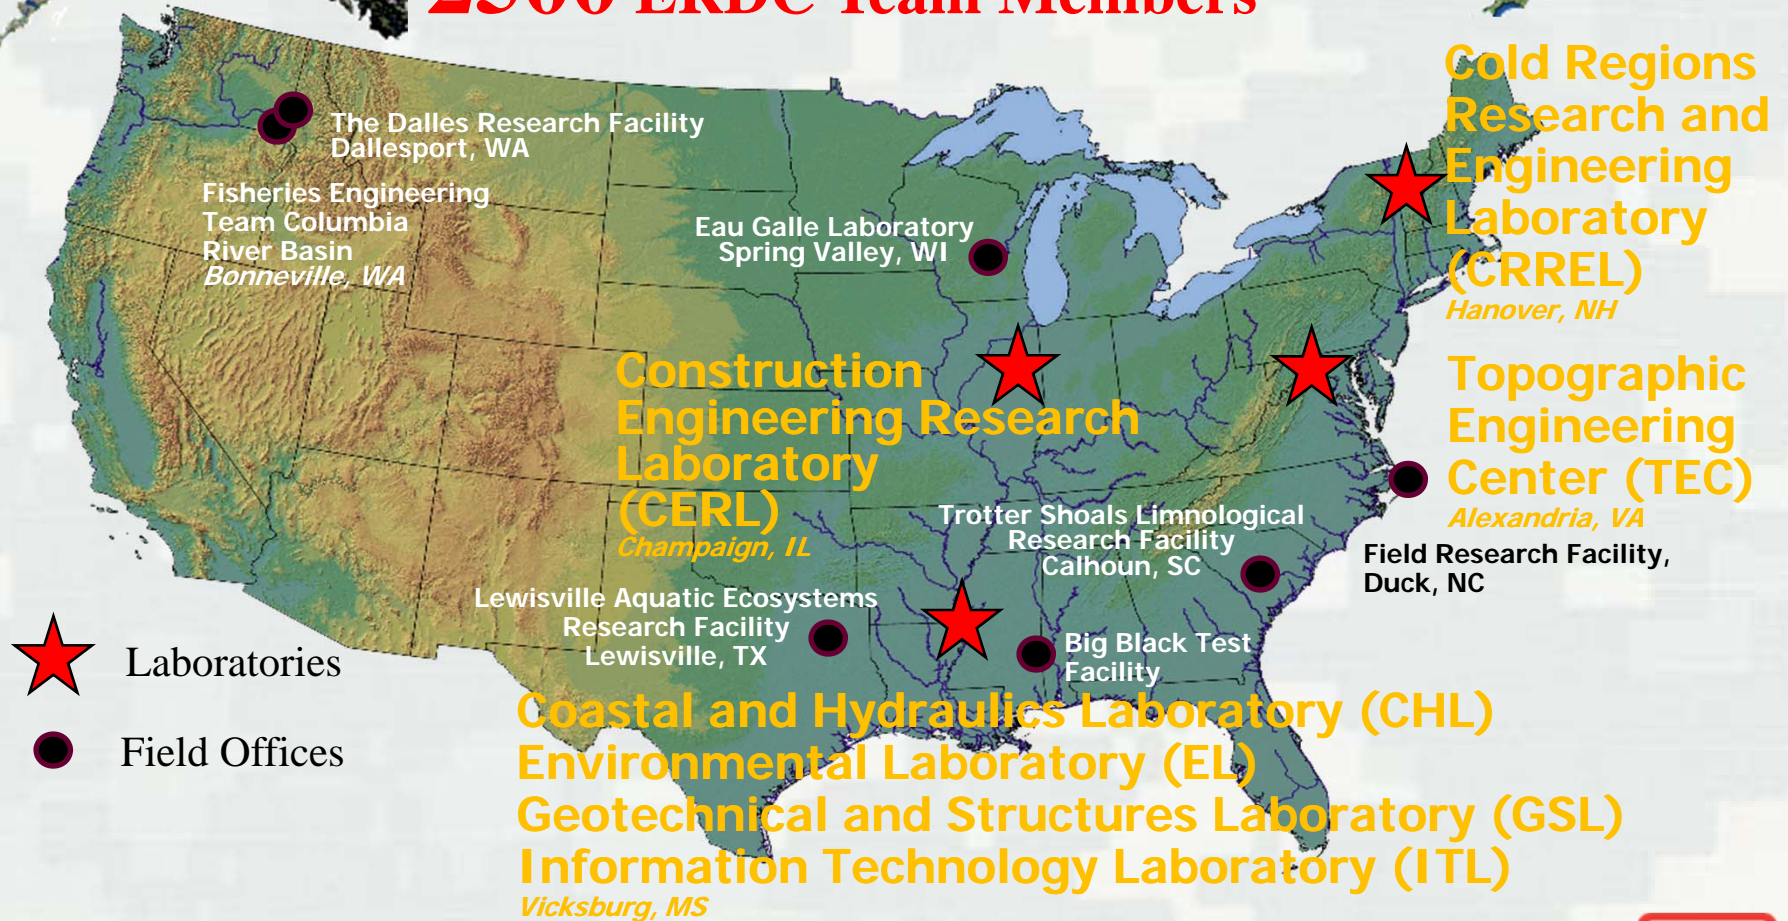 2500 ERDC Team Members
The Dalles Research Facility
Dallesport, WA
Fisheries Engineering
Team Columbia
River Basin
Bonneville, WA
Eau Galle Laboratory
Spring Valley, WI
Cold Regions
Research and
Engineering
Laboratory
(CRREL)
Hanover, NH
Construction
Engineering Research
Laboratory
(CERL)
Champaign, IL
Topographic
Engineering
Center (TEC)
Alexandria, VA
Trotter Shoals Limnological
Research Facility
Calhoun, SC
Field Research Facility,
Duck, NC
Lewisville Aquatic Ecosystems
Research Facility
Lewisville, TX
Big Black Test
Facility
Laboratories
Field Offices
Coastal and Hydraulics Laboratory (CHL)
Environmental Laboratory (EL)
Geotechnical and Structures Laboratory (GSL)
Information Technology Laboratory (ITL)
Vicksburg, MS